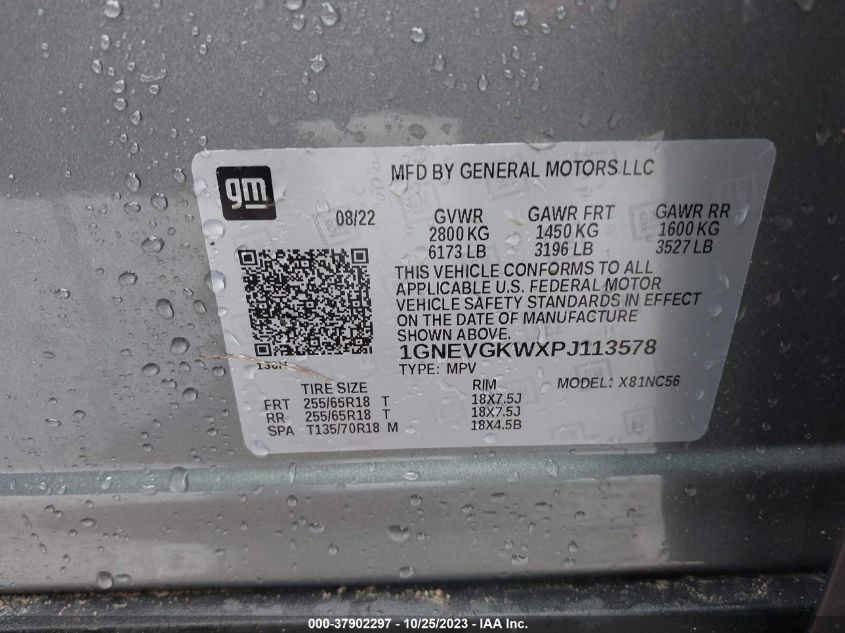 gm
MFD BY GENERAL MOTORS LLC
08/22 GVWR GAWR FRT GAWR RR
2800 KG 1450 KG 1600 KG
6173 LB 3196 LB 3527 LB
THIS VEHICLE CONFORMS TO ALL
APPLICABLE U.S. FEDERAL MOTOR
VEHICLE SAFETY STANDARDS IN EFFECT
ON THE DATE OF MANUFACTURE
SHOWN ABOVE.
1GNEVGKWXPJ113578
TYPE: MPV MODEL: X81NC56
TIRE SIZE RIM
FRT 255/65R18 T 18X7.5J
RR 255/65R18 T 18X7.5J
SPA T135/70R18 M 18X4.5B
000-37902297 - 10/25/2023 - IAA Inc.